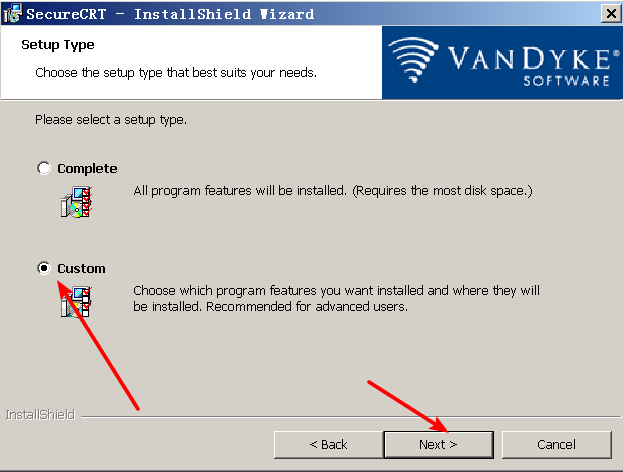 SecureCRT - InstallShield Wizard
Setup Type
Choose the setup type that best suits your needs.
VANDYKE®
SOFTWARE
Please select a setup type.
Complete
All program features will be installed. (Requires the most disk space.)
Custom
Choose which program features you want installed and where they will
be installed. Recommended for advanced users.
InstallShield
< Back
Next >
Cancel